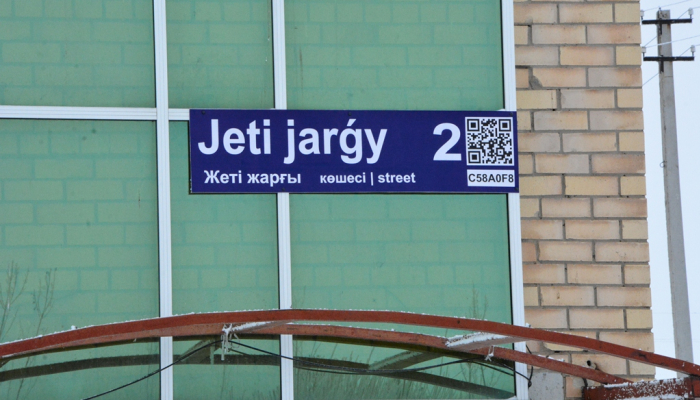 Jeti jarǵy 2
Жеті жарғы көшесі | street
C58A0F8